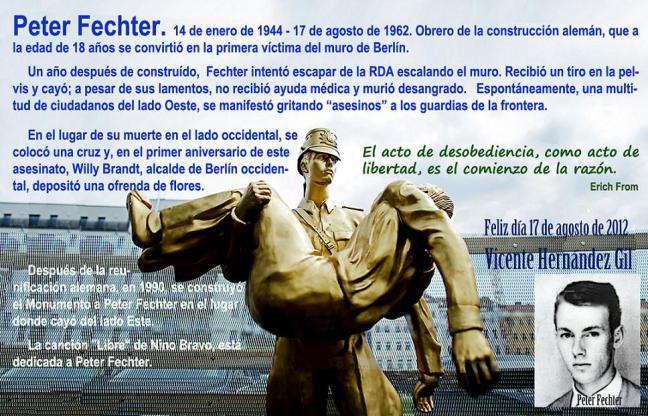 Peter Fechter. 14 de enero de 1944 - 17 de agosto de 1962. Obrero de la construcción alemán, que a
la edad de 18 años se convirtió en la primera víctima del muro de Berlín.
Un año después de construído, Fechter intentó escapar de la RDA escalando el muro. Recibió un tiro en la pel-
vis y cayó; a pesar de sus lamentos, no recibió ayuda médica y murió desangrado. Espontáneamente, una multi-
tud de ciudadanos del lado Oeste, se manifestó gritando “asesinos” a los guardias de la frontera.
En el lugar de su muerte en el lado occidental, se
colocó una cruz y, en el primer aniversario de este
asesinato, Willy Brandt, alcalde de Berlín occiden-
tal, depositó una ofrenda de flores.
El acto de desobediencia, como acto de
libertad, es el comienzo de la razón.
Erich From
Feliz día 17 de agosto de 2012
Vicente Hernández Gil
Después de la reu-
nificación alemana, en 1990, se construyó
el Monumento a Peter Fechter en el lugar
donde cayó del lado Este.
La canción "Libre" de Nino Bravo, está
dedicada a Peter Fechter.
Peter Fechter